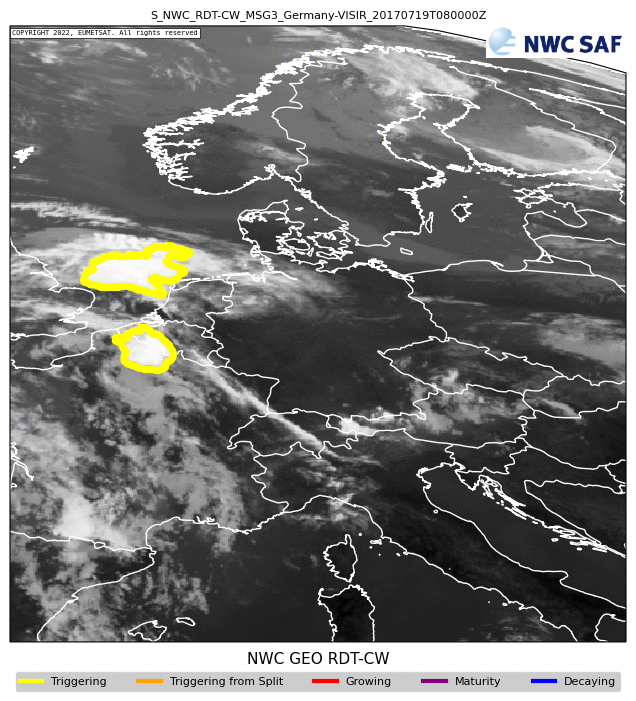 S_NWC_RDT-CW_MSG3_Germany-VISIR_20170719T080000Z
COPYRIGHT 2022, EUMETSAT. All rights reserved
NWC SAF
NWC GEO RDT-CW
Triggering Triggering from Split Growing Maturity Decaying